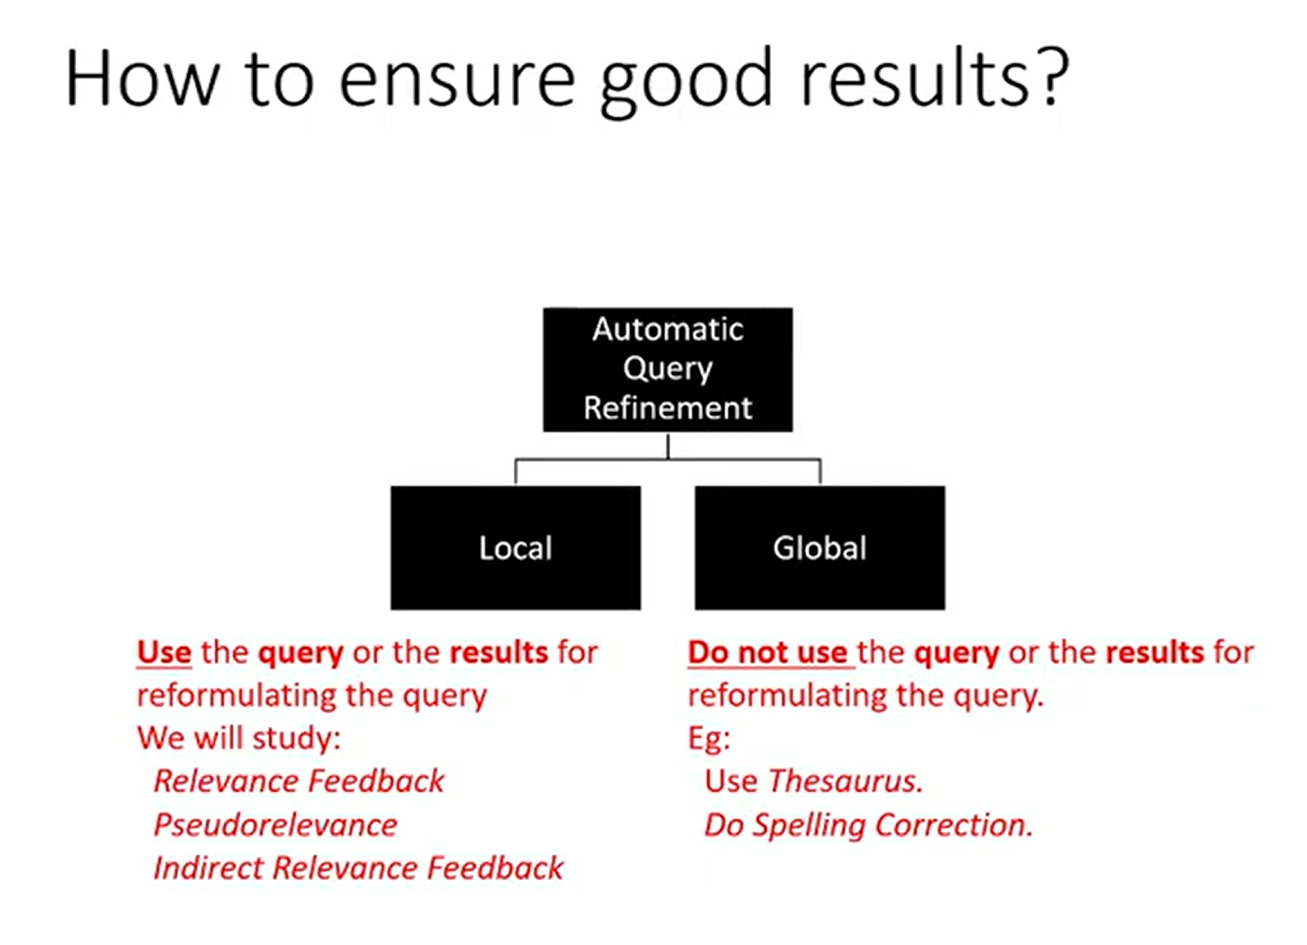 How to ensure good results?
Automatic
Query
Refinement
Local
Global
Use the query or the results for
reformulating the query
We will study:
Relevance Feedback
Pseudorelevance
Indirect Relevance Feedback
Do not use the query or the results for
reformulating the query.
Eg:
Use Thesaurus.
Do Spelling Correction.